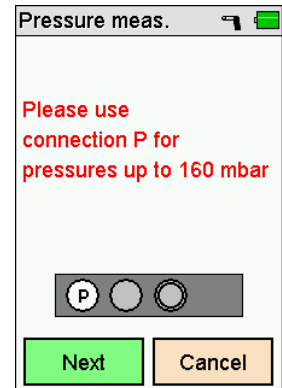 Pressure meas.
Please use
connection P for
pressures up to 160 mbar
P
Next Cancel